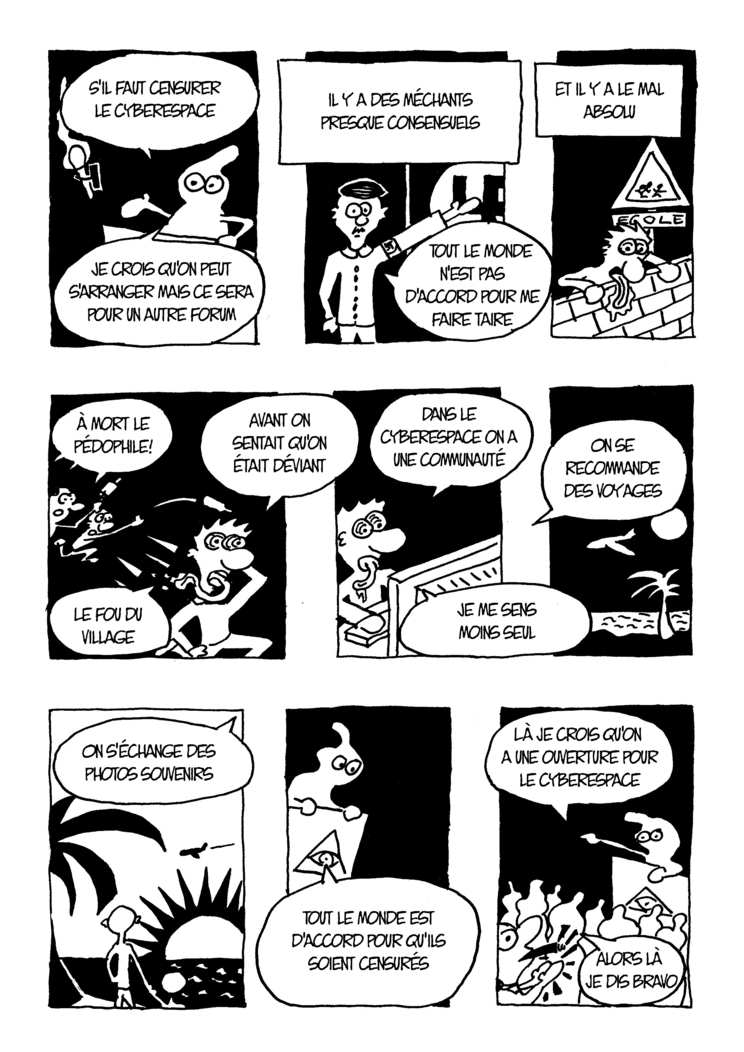 S'IL FAUT CENSURER
LE CYBERESPACE
JE CROIS QU'ON PEUT
S'ARRANGER MAIS CE SERA
POUR UN AUTRE FORUM
IL Y A DES MÉCHANTS
PRESQUE CONSENSUELS
TOUT LE MONDE
N'EST PAS
D'ACCORD POUR ME
FAIRE TAIRE
ET IL Y A LE MAL
ABSOLU
ECOLE
À MORT LE
PÉDOPHILE!
AVANT ON
SENTAIT QU'ON
ÉTAIT DÉVIANT
LE FOU DU
VILLAGE
DANS LE
CYBERESPACE ON A
UNE COMMUNAUTÉ
JE ME SENS
MOINS SEUL
ON SE
RECOMMANDE
DES VOYAGES
ON S'ÉCHANGE DES
PHOTOS SOUVENIRS
TOUT LE MONDE EST
D'ACCORD POUR QU'ILS
SOIENT CENSURÉS
LÀ JE CROIS QU'ON
A UNE OUVERTURE POUR
LE CYBERESPACE
ALORS LÀ
JE DIS BRAVO